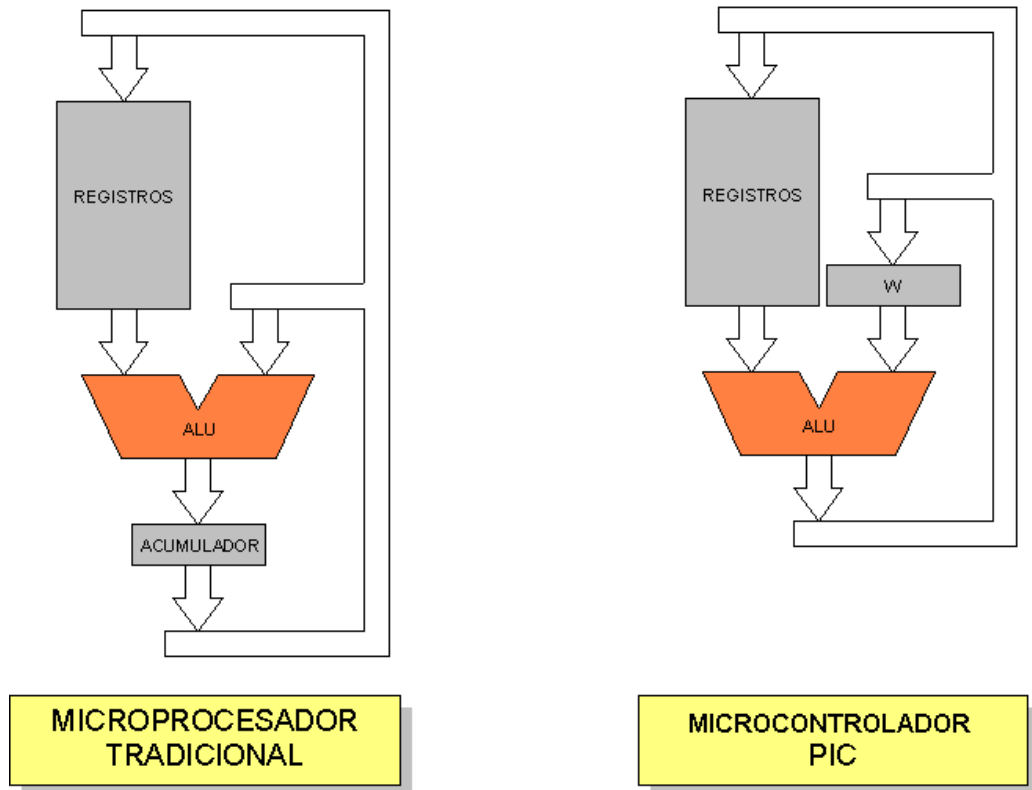 REGISTROS
ALU
ACUMULADOR
MICROPROCESADOR
TRADICIONAL
REGISTROS
W
ALU
MICROCONTROLADOR
PIC